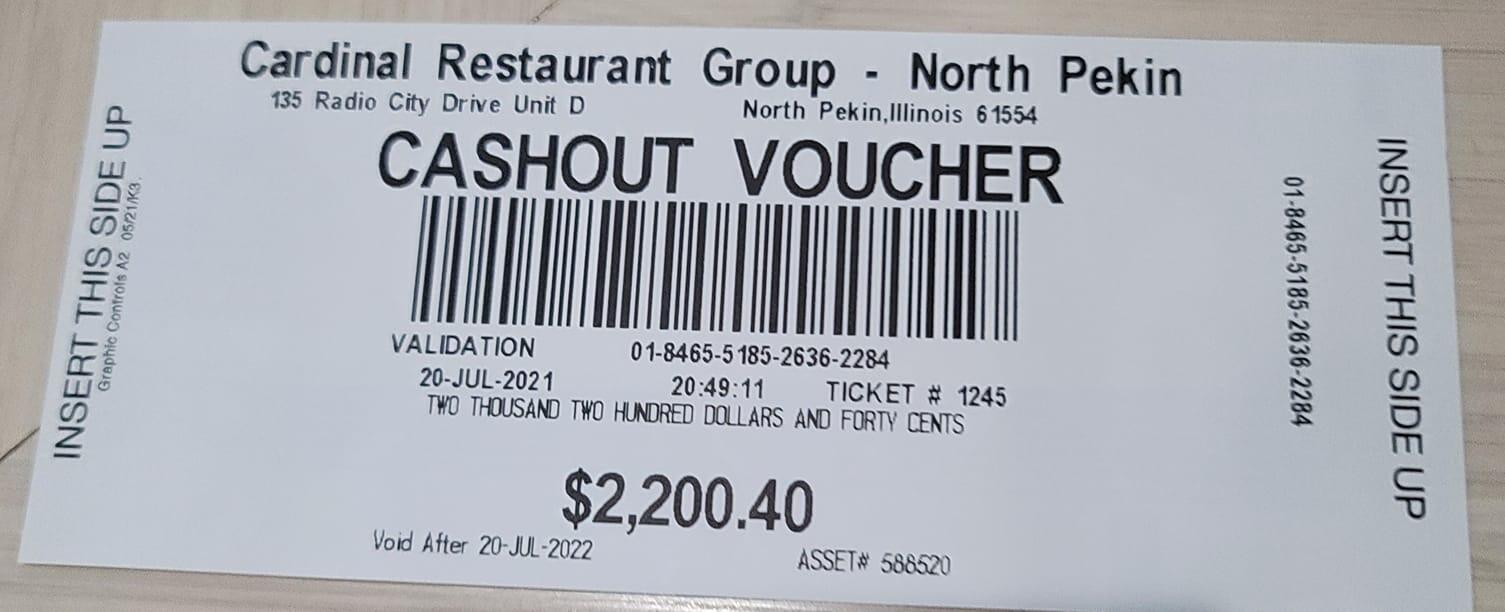 Cardinal Restaurant Group - North Pekin
135 Radio City Drive Unit D North Pekin,Illinois 61554
CASHOUT VOUCHER
VALIDATION 01-8465-5185-2636-2284
20-JUL-2021 20:49:11 TICKET # 1245
TWO THOUSAND TWO HUNDRED DOLLARS AND FORTY CENTS
$2,200.40
Void After 20-JUL-2022 ASSET# 588520
INSERT THIS SIDE UP
Graphic Controls A2 05/21/K3.
01-8465-5185-2636-2284
INSERT THIS SIDE UP